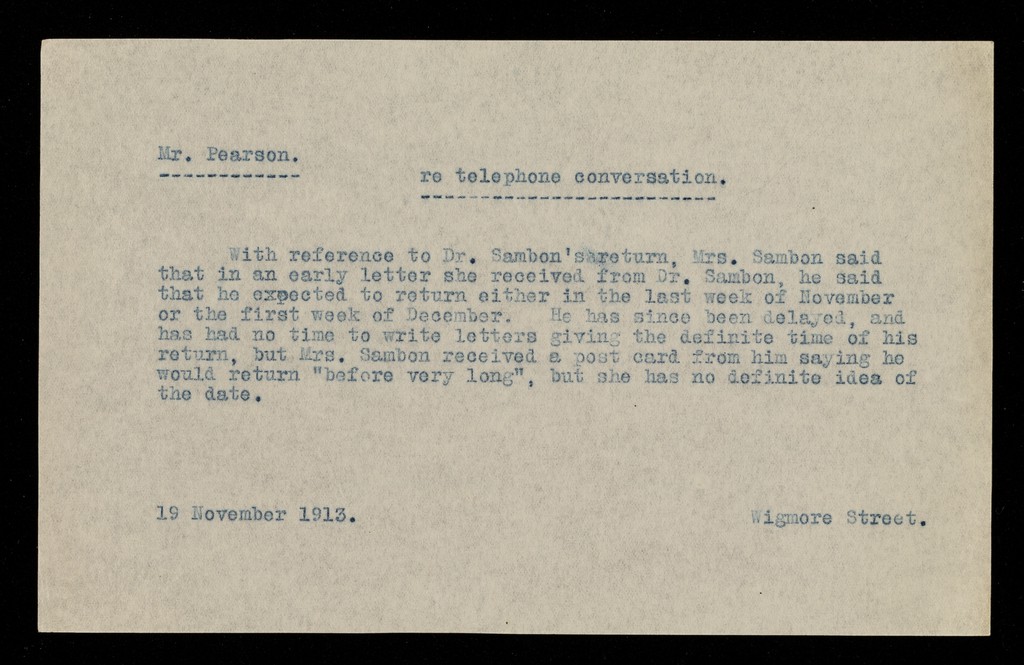 Mr. Pearson.
re telephone conversation.
With reference to Dr. Sambon's return, Mrs. Sambon said
that in an early letter she received from Dr. Sambon, he said
that he expected to return either in the last week of November
or the first week of December. He has since been delayed, and
has had no time to write letters giving the definite time of his
return, but Mrs. Sambon received a post card from him saying he
would return "before very long", but she has no definite idea of
the date.
19 November 1913.
Wigmore Street.